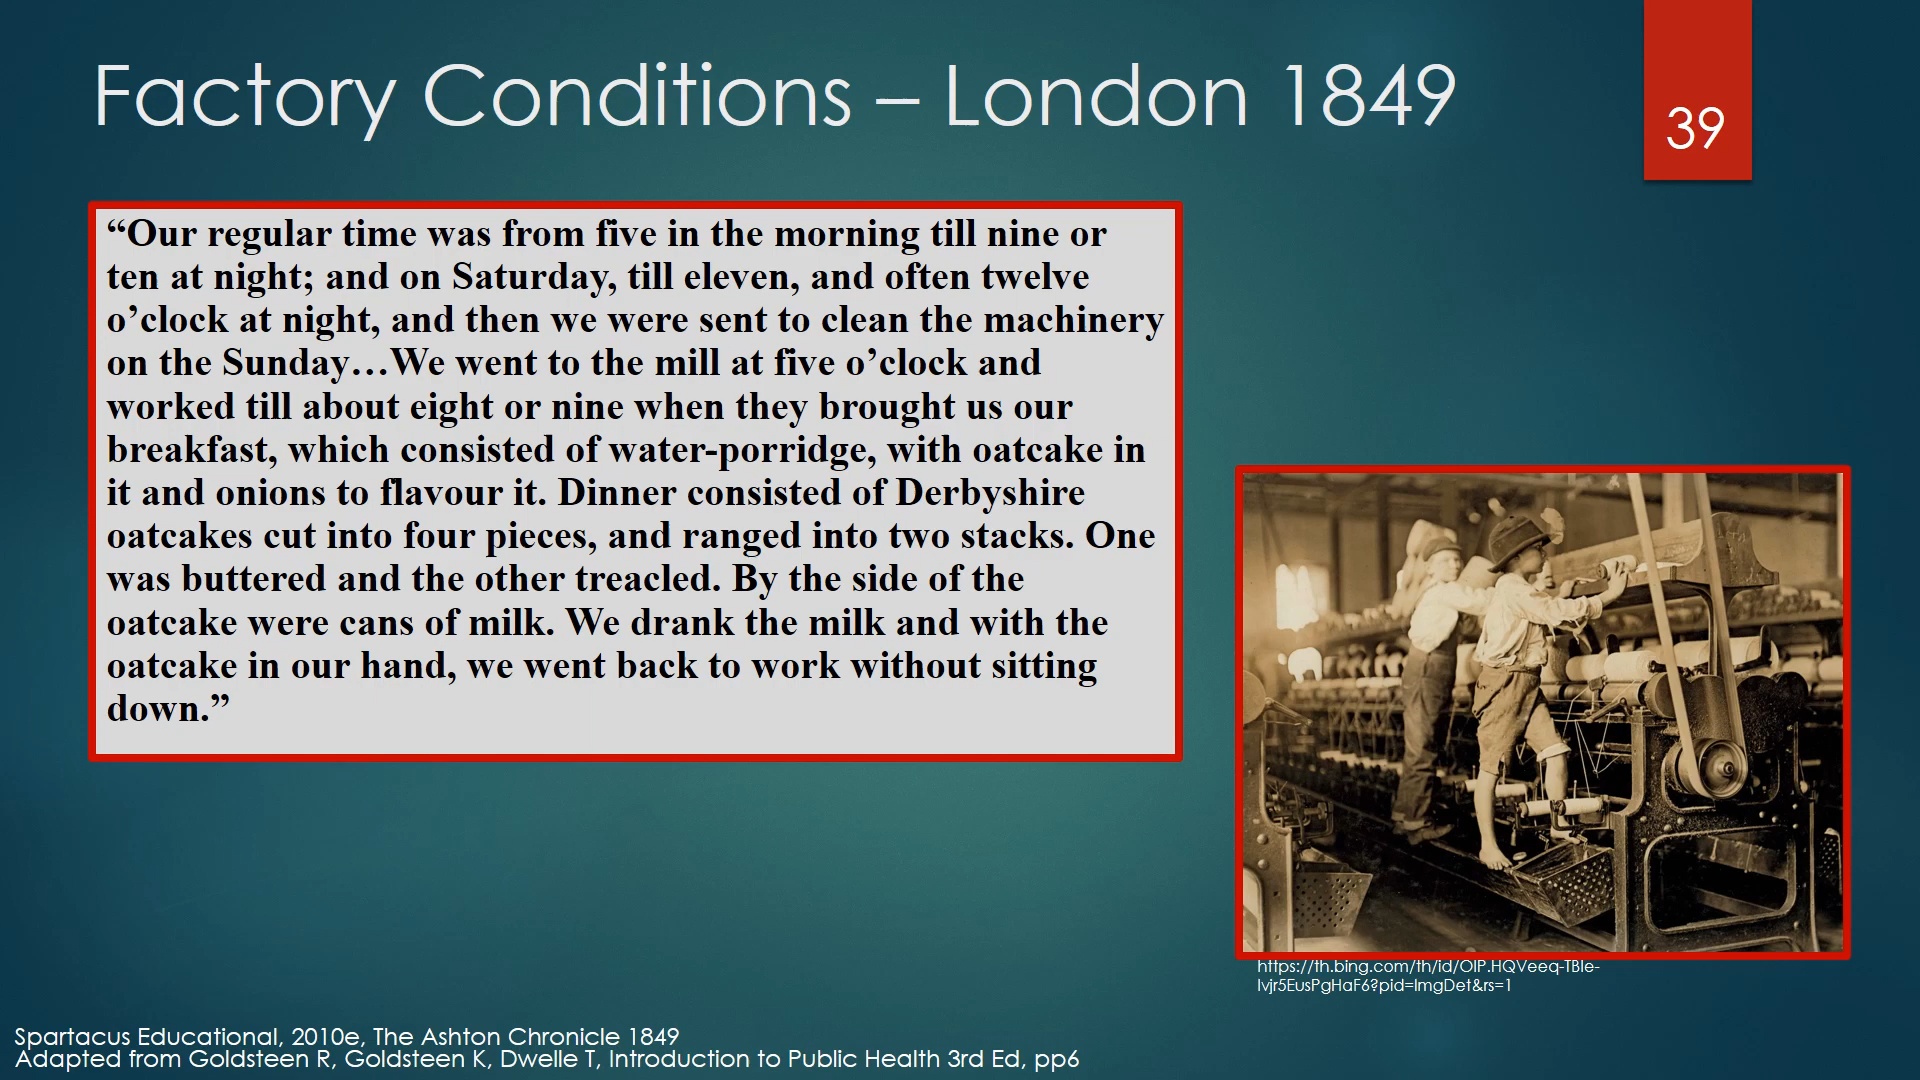 Factory Conditions – London 1849
39
“Our regular time was from five in the morning till nine or
ten at night; and on Saturday, till eleven, and often twelve
o’clock at night, and then we were sent to clean the machinery
on the Sunday…We went to the mill at five o’clock and
worked till about eight or nine when they brought us our
breakfast, which consisted of water-porridge, with oatcake in
it and onions to flavour it. Dinner consisted of Derbyshire
oatcakes cut into four pieces, and ranged into two stacks. One
was buttered and the other treacled. By the side of the
oatcake were cans of milk. We drank the milk and with the
oatcake in our hand, we went back to work without sitting
down.”
https://th.bing.com/th/id/OIP.HQVeeq-TBIe-
Ivjr5EusPgHaF6?pid=ImgDet&rs=1
Spartacus Educational, 2010e, The Ashton Chronicle 1849
Adapted from Goldsteen R, Goldsteen K, Dwelle T, Introduction to Public Health 3rd Ed, pp6